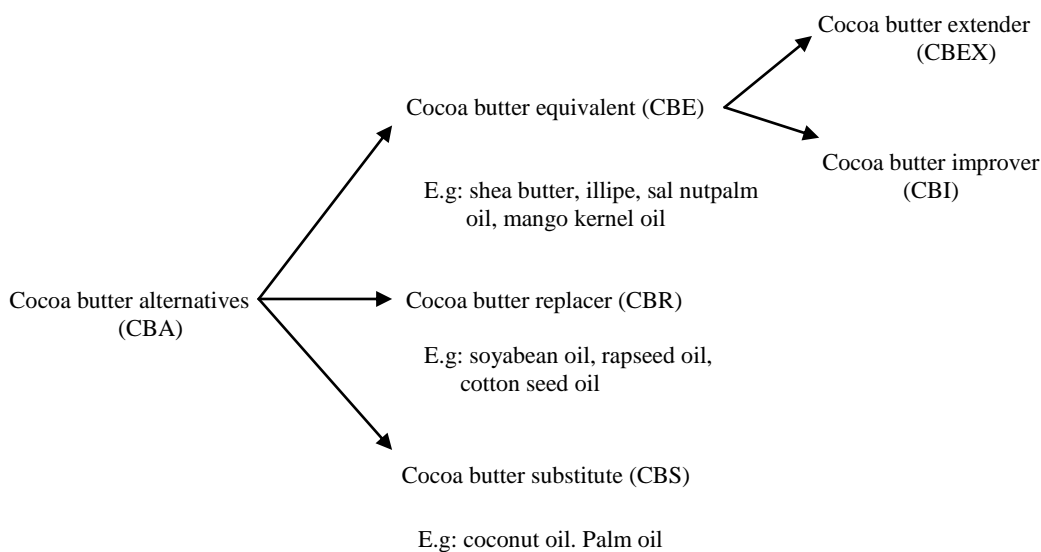 Cocoa butter extender
(CBEX)
Cocoa butter equivalent (CBE)
Cocoa butter improver
(CBI)
E.g: shea butter, illipe, sal nutpalm
oil, mango kernel oil
Cocoa butter alternatives
(CBA)
Cocoa butter replacer (CBR)
E.g: soyabean oil, rapseed oil,
cotton seed oil
Cocoa butter substitute (CBS)
E.g: coconut oil. Palm oil